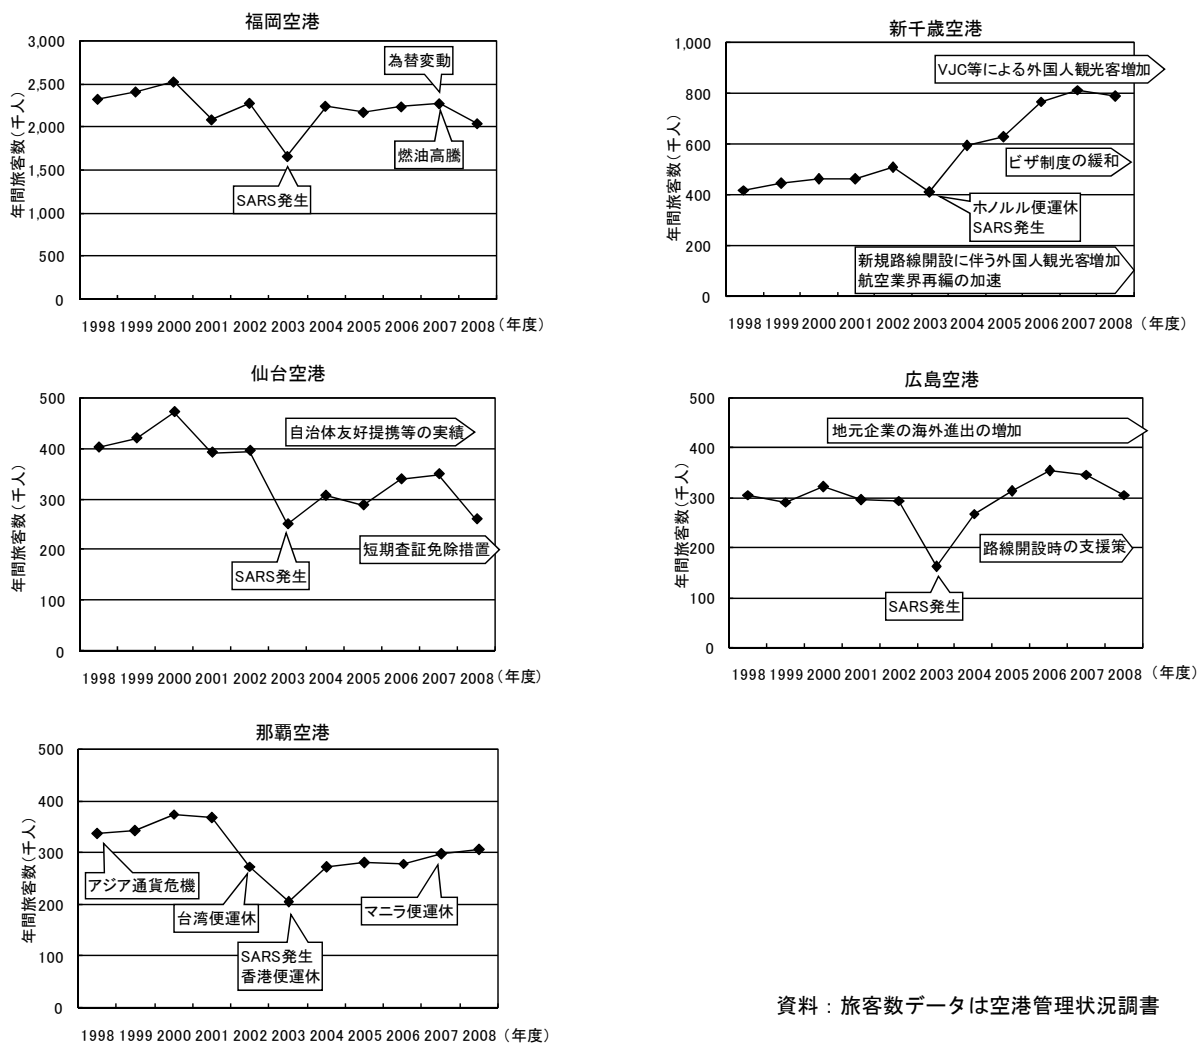 福岡空港
年間旅客数(千人)
3,000
2,500
2,000
1,500
1,000
500
0
為替変動
燃油高騰
SARS発生
1998 1999 2000 2001 2002 2003 2004 2005 2006 2007 2008 (年度)
新千歳空港
年間旅客数(千人)
1,000
800
600
400
200
0
VJC等による外国人観光客増加
ビザ制度の緩和
ホノルル便運休
SARS発生
新規路線開設に伴う外国人観光客増加
航空業界再編の加速
1998 1999 2000 2001 2002 2003 2004 2005 2006 2007 2008 (年度)
仙台空港
年間旅客数(千人)
500
400
300
200
100
0
自治体友好提携等の実績
短期査証免除措置
SARS発生
1998 1999 2000 2001 2002 2003 2004 2005 2006 2007 2008 (年度)
広島空港
年間旅客数(千人)
500
400
300
200
100
0
地元企業の海外進出の増加
路線開設時の支援策
SARS発生
1998 1999 2000 2001 2002 2003 2004 2005 2006 2007 2008 (年度)
那覇空港
年間旅客数(千人)
500
400
300
200
100
0
アジア通貨危機
台湾便運休
マニラ便運休
SARS発生
香港便運休
1998 1999 2000 2001 2002 2003 2004 2005 2006 2007 2008 (年度)
資料：旅客数データは空港管理状況調書